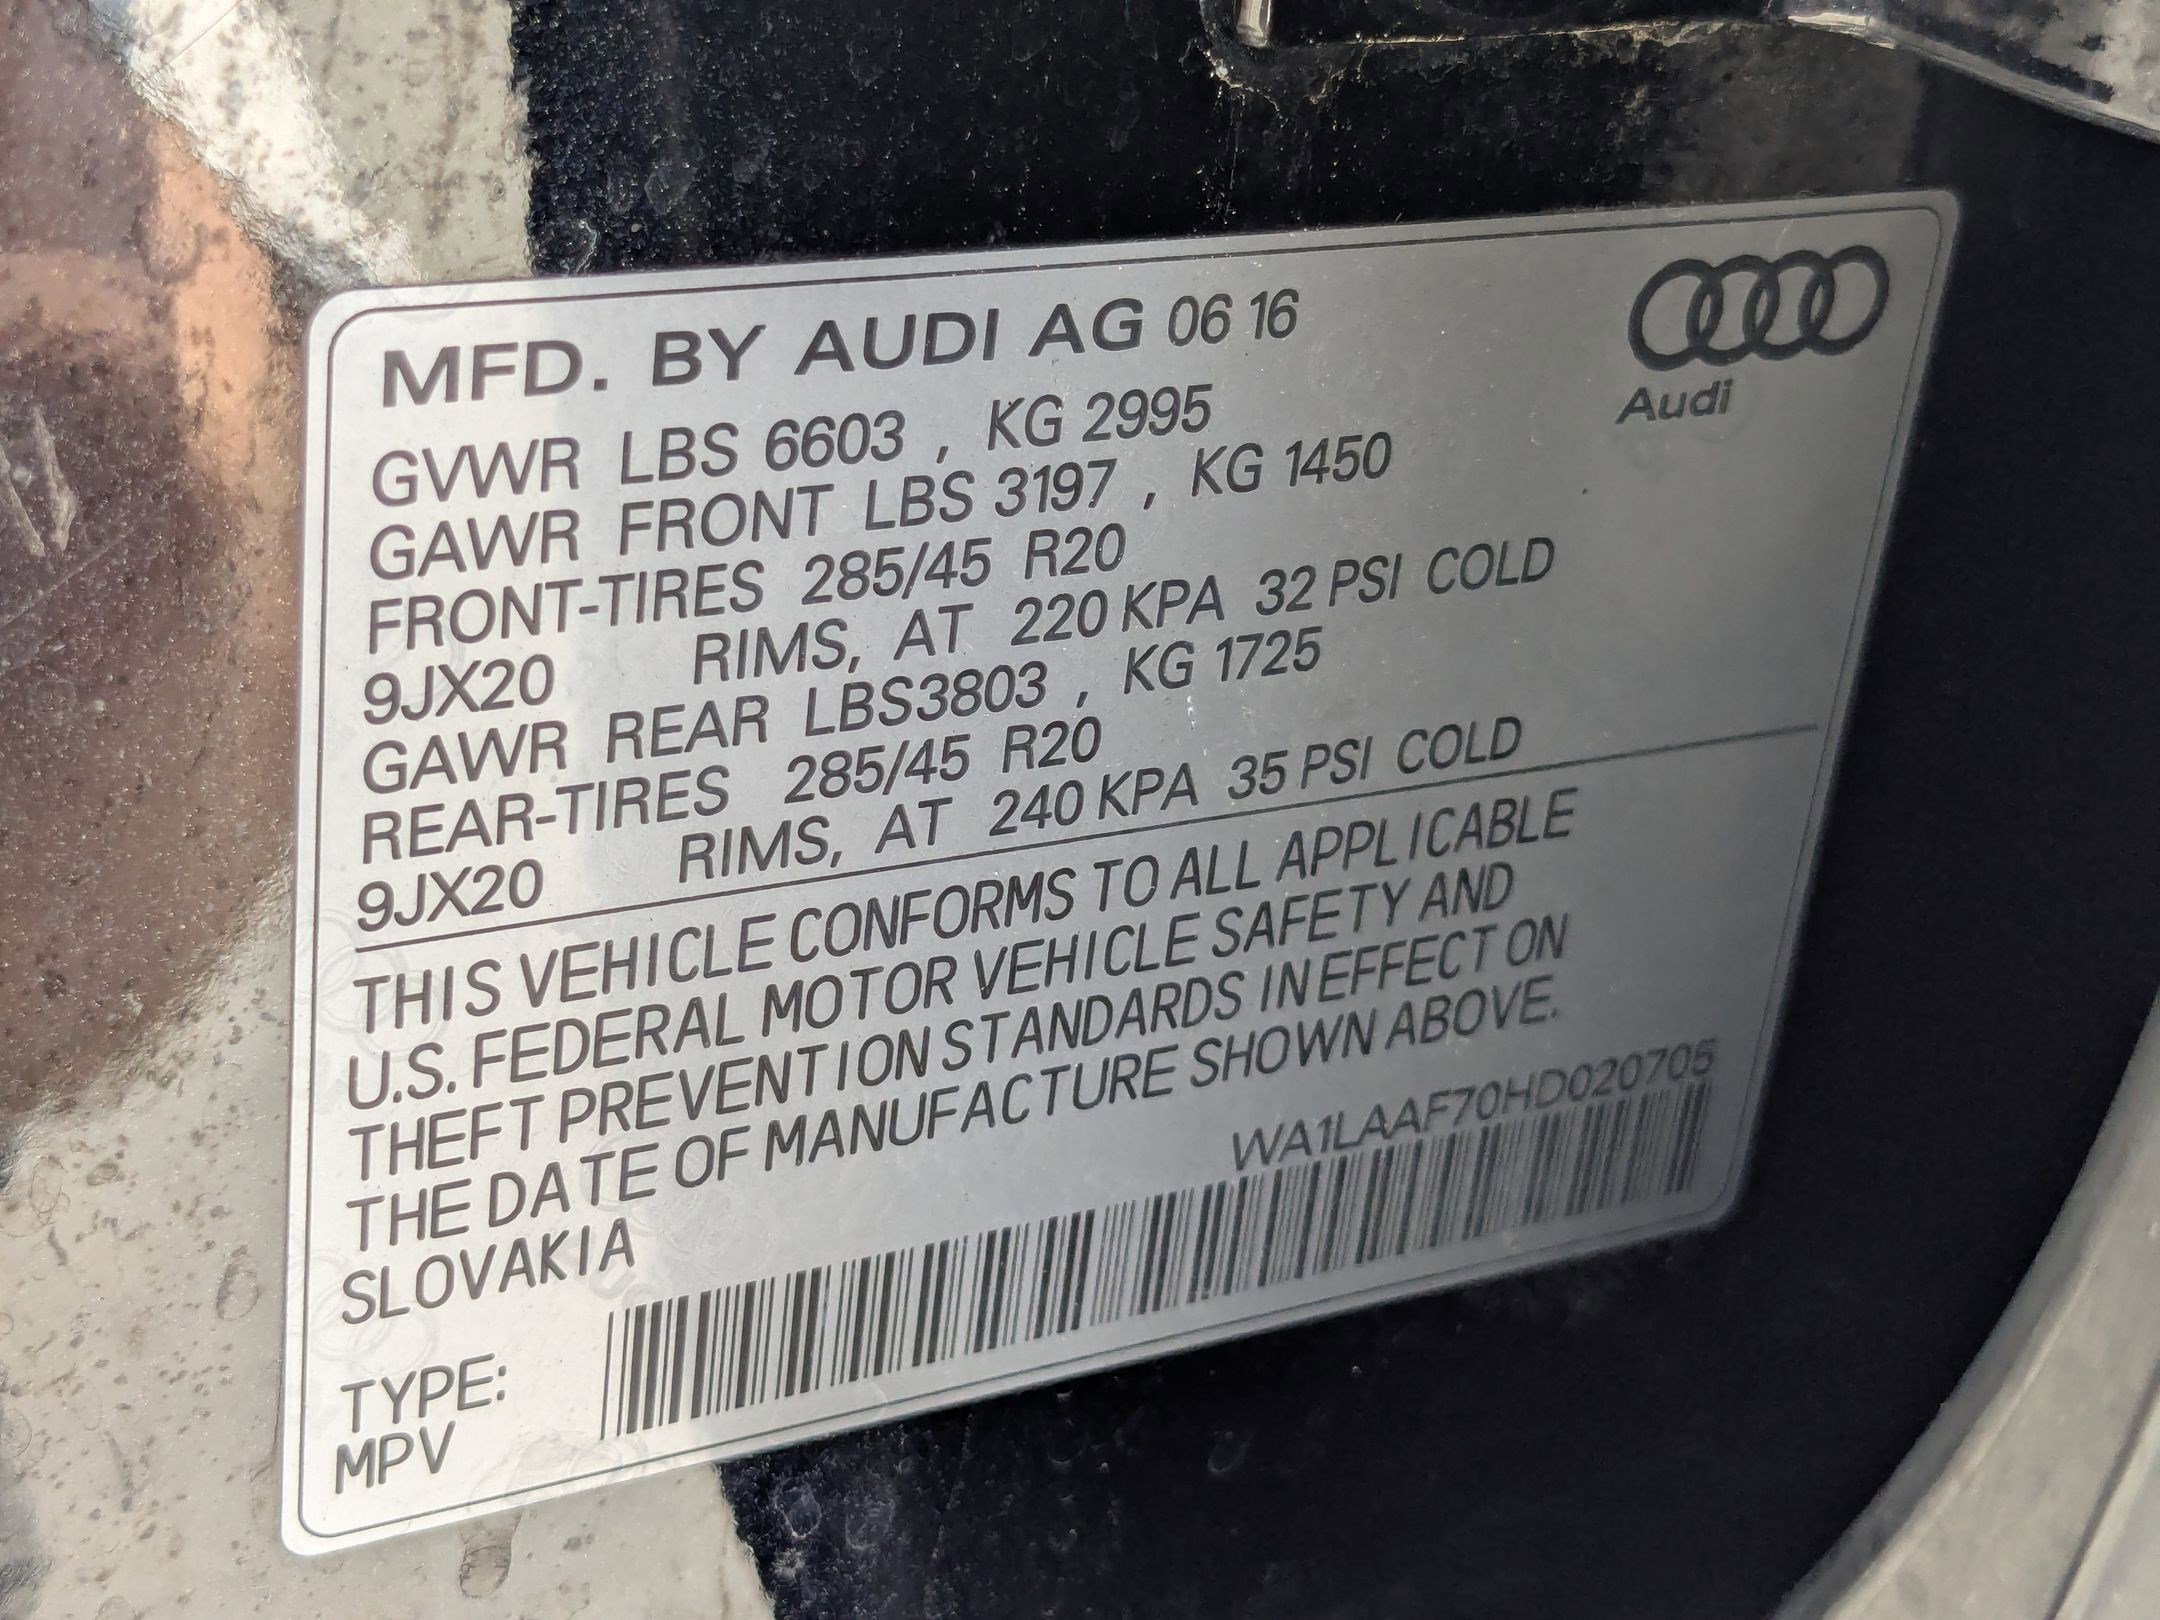 MFD. BY AUDI AG 06 16
Audi
GVWR LBS 6603 , KG 2995
GAWR FRONT LBS 3197 , KG 1450
FRONT-TIRES 285/45 R20
9JX20 RIMS, AT 220 KPA 32 PSI COLD
GAWR REAR LBS3803 , KG 1725
REAR-TIRES 285/45 R20
9JX20 RIMS, AT 240 KPA 35 PSI COLD
THIS VEHICLE CONFORMS TO ALL APPLICABLE
U.S. FEDERAL MOTOR VEHICLE SAFETY AND
THEFT PREVENTION STANDARDS IN EFFECT ON
THE DATE OF MANUFACTURE SHOWN ABOVE.
SLOVAKIA
WA1LAAF70HD020705
TYPE:
MPV